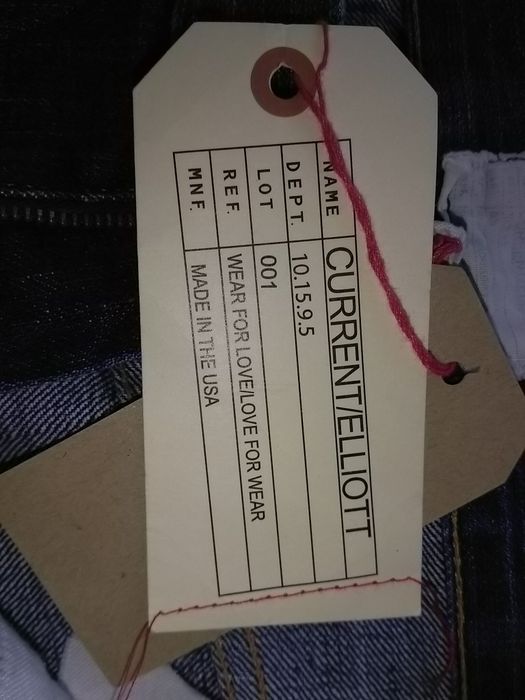 NAME CURRENT/ELLIOTT
DEPT. 10.15.9.5
LOT 001
REF. WEAR FOR LOVE/LOVE FOR WEAR
MNF. MADE IN THE USA